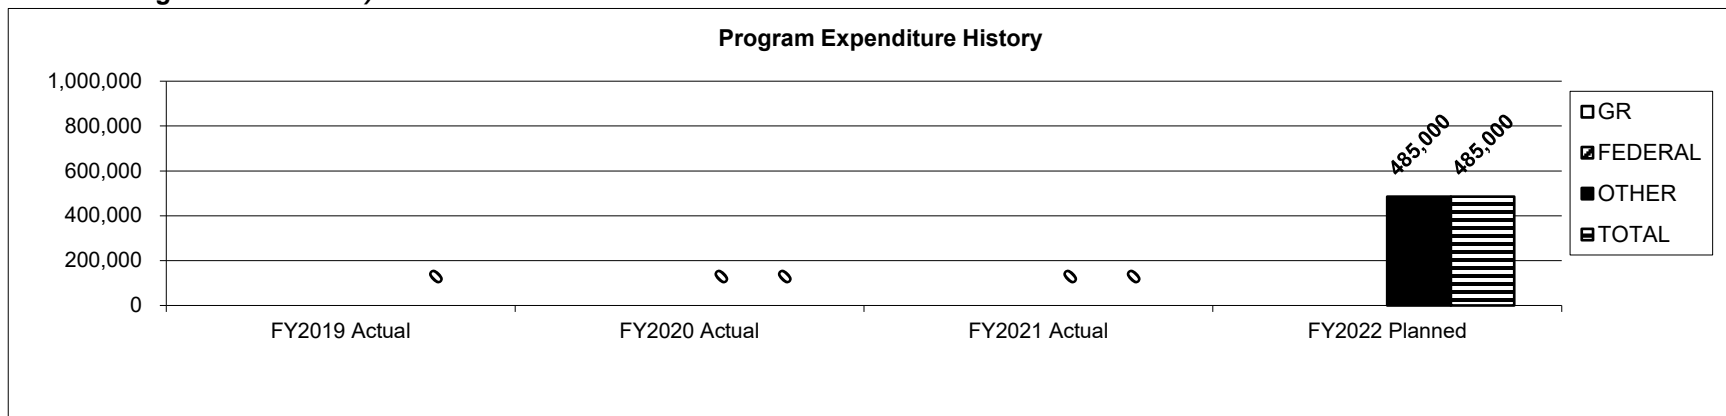 Program Expenditure History
1,000,000
800,000
600,000
400,000
200,000
0
485,000
485,000
0
0
0
0
0
FY2019 Actual
FY2020 Actual
FY2021 Actual
FY2022 Planned
GR
FEDERAL
OTHER
TOTAL